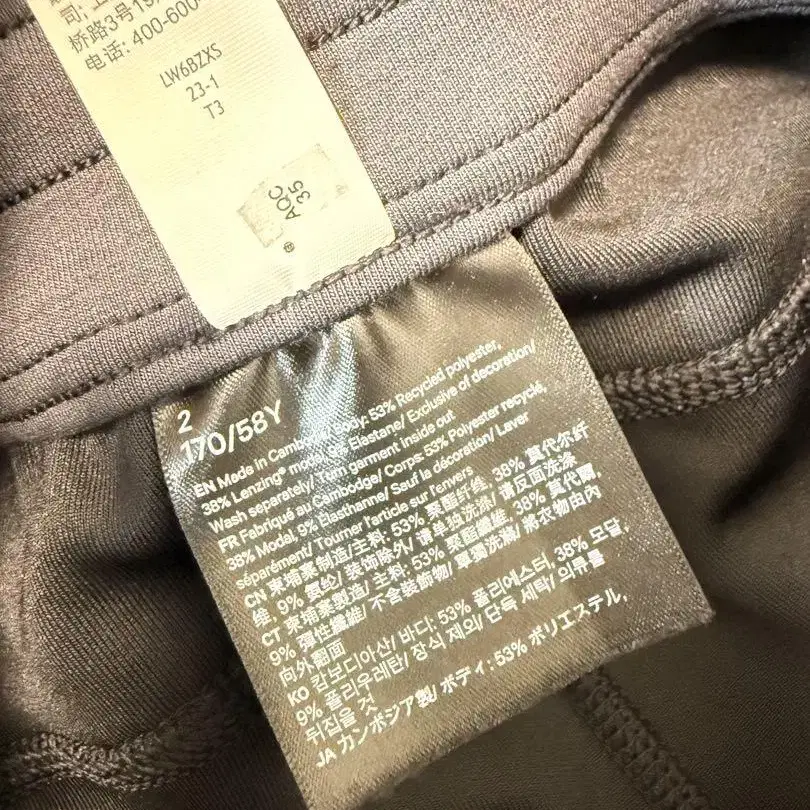 桥路3号19
电话: 400-600
LW6BZXS
23-1
T3
AQC
35
®
2
170/58Y
EN Made in Cambodia/ Body: 53% Recycled polyester,
38% Lenzing® modal, 9% Elastane/ Exclusive of decoration/
Wash separately/ Turn garment inside out
FR Fabriqué au Cambodge/ Corps: 53% Polyester recyclé,
38% Modal, 9% Elasthanne/ Sauf la décoration/ Laver
séparément/ Tourner l'article sur l'envers
CN 柬埔寨制造/ 主料: 53% 聚酯纤维, 38% 莫代尔纤
维, 9% 氨纶/ 装饰除外/ 请单独洗涤/ 请反面洗涤
CT 柬埔寨製造/ 主料: 53% 聚酯纖維, 38% 莫代爾,
9% 彈性纖維/ 不含裝飾物/ 單獨洗滌/ 將衣物由內
向外翻面
KO 캄보디아산/ 바디: 53% 폴리에스터, 38% 모달,
9% 폴리우레탄/ 장식 제외/ 단독 세탁/ 의류를
뒤집을 것
JA カンボジア製/ ボディ: 53% ポリエステル,